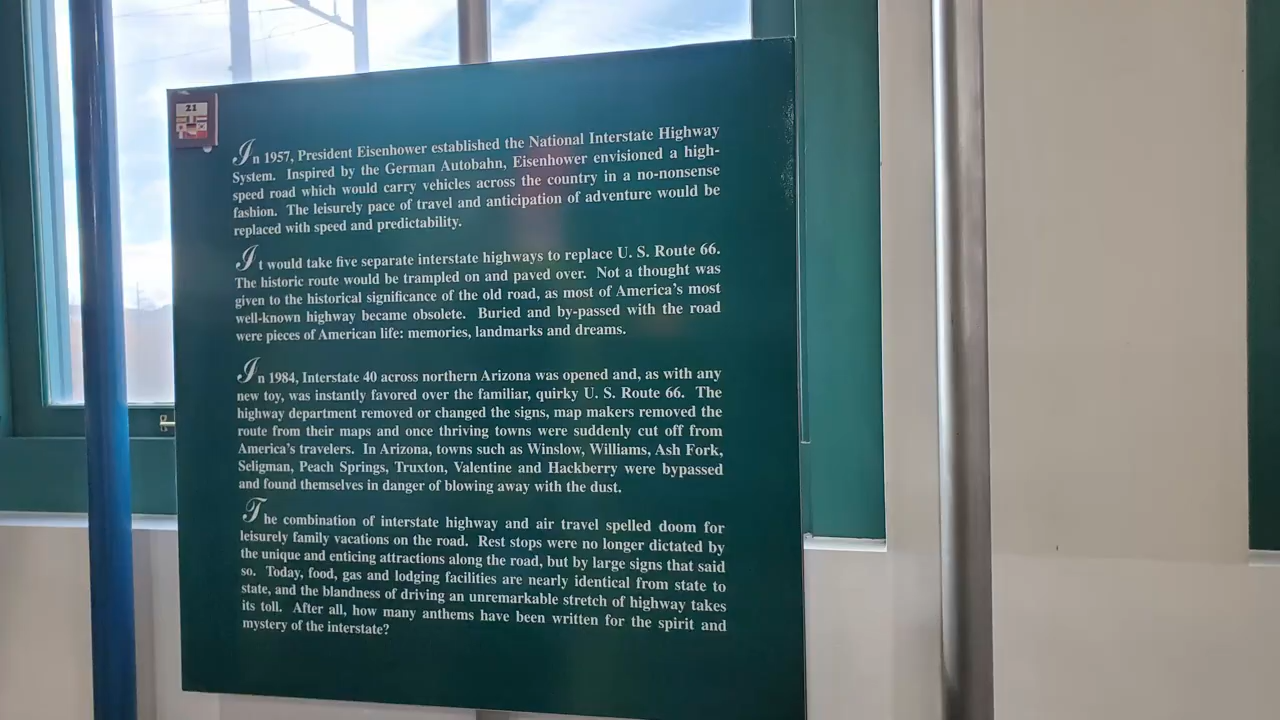 21
In 1957, President Eisenhower established the National Interstate Highway
System. Inspired by the German Autobahn, Eisenhower envisioned a high-
speed road which would carry vehicles across the country in a no-nonsense
fashion. The leisurely pace of travel and anticipation of adventure would be
replaced with speed and predictability.
It would take five separate interstate highways to replace U. S. Route 66.
The historic route would be trampled on and paved over. Not a thought was
given to the historical significance of the old road, as most of America's most
well-known highway became obsolete. Buried and by-passed with the road
were pieces of American life: memories, landmarks and dreams.
In 1984, Interstate 40 across northern Arizona was opened and, as with any
new toy, was instantly favored over the familiar, quirky U. S. Route 66. The
highway department removed or changed the signs, map makers removed the
route from their maps and once thriving towns were suddenly cut off from
America's travelers. In Arizona, towns such as Winslow, Williams, Ash Fork,
Seligman, Peach Springs, Truxton, Valentine and Hackberry were bypassed
and found themselves in danger of blowing away with the dust.
The combination of interstate highway and air travel spelled doom for
leisurely family vacations on the road. Rest stops were no longer dictated by
the unique and enticing attractions along the road, but by large signs that said
so. Today, food, gas and lodging facilities are nearly identical from state to
state, and the blandness of driving an unremarkable stretch of highway takes
its toll. After all, how many anthems have been written for the spirit and
mystery of the interstate?